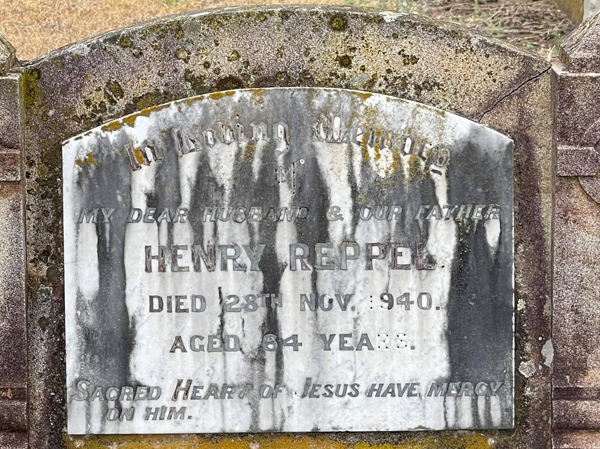 In Loving Memory
of
MY DEAR HUSBAND & OUR FATHER
HENRY REPPEL
DIED 28TH NOV. 1940.
AGED 64 YEARS.
SACRED HEART OF JESUS HAVE MERCY
ON HIM.